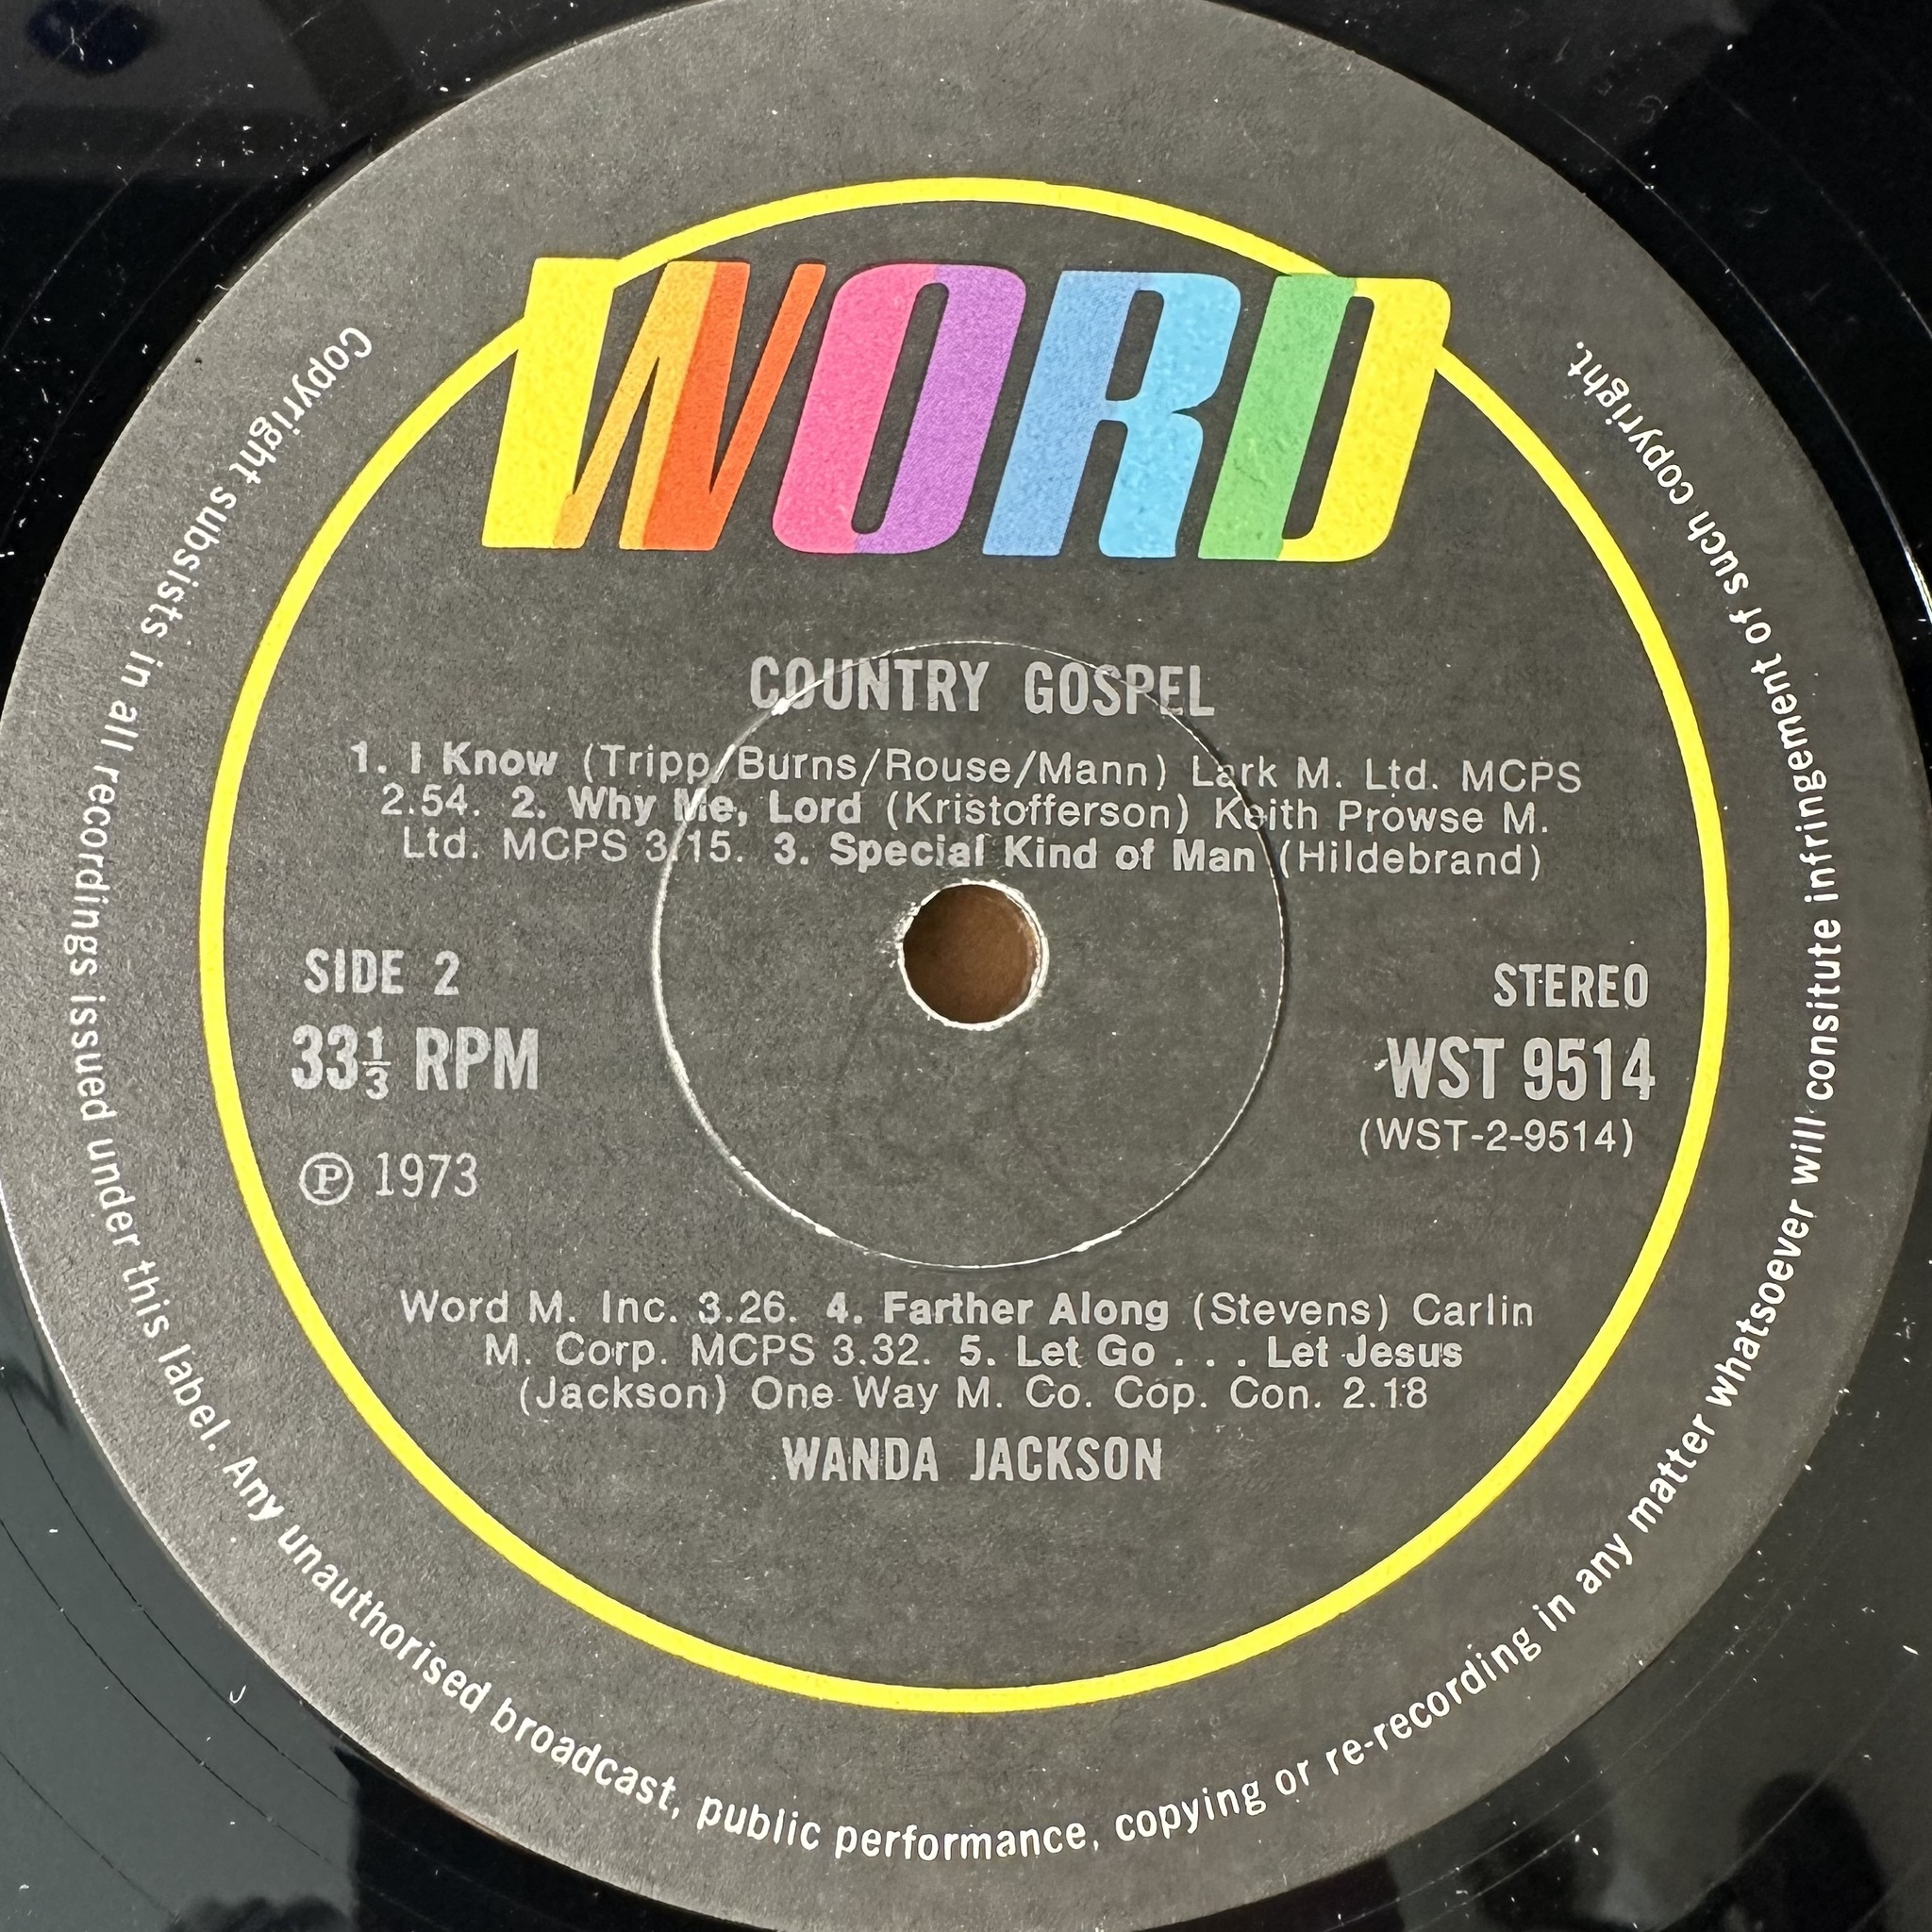 WORD
COUNTRY GOSPEL
1. I Know (Tripp/Burns/Rouse/Mann) Lark M. Ltd. MCPS
2.54. 2. Why Me, Lord (Kristofferson) Keith Prowse M.
Ltd. MCPS 3.15. 3. Special Kind of Man (Hildebrand)
SIDE 2
33⅓ RPM
Ⓟ 1973
STEREO
WST 9514
(WST-2-9514)
Word M. Inc. 3.26. 4. Farther Along (Stevens) Carlin
M. Corp. MCPS 3.32. 5. Let Go . . . Let Jesus
(Jackson) One Way M. Co. Cop. Con. 2.18
WANDA JACKSON
Copyright subsists in all recordings issued under this label. Any unauthorised broadcast, public performance, copying or re-recording in any matter whatsoever will consitute infringement of such copyright.